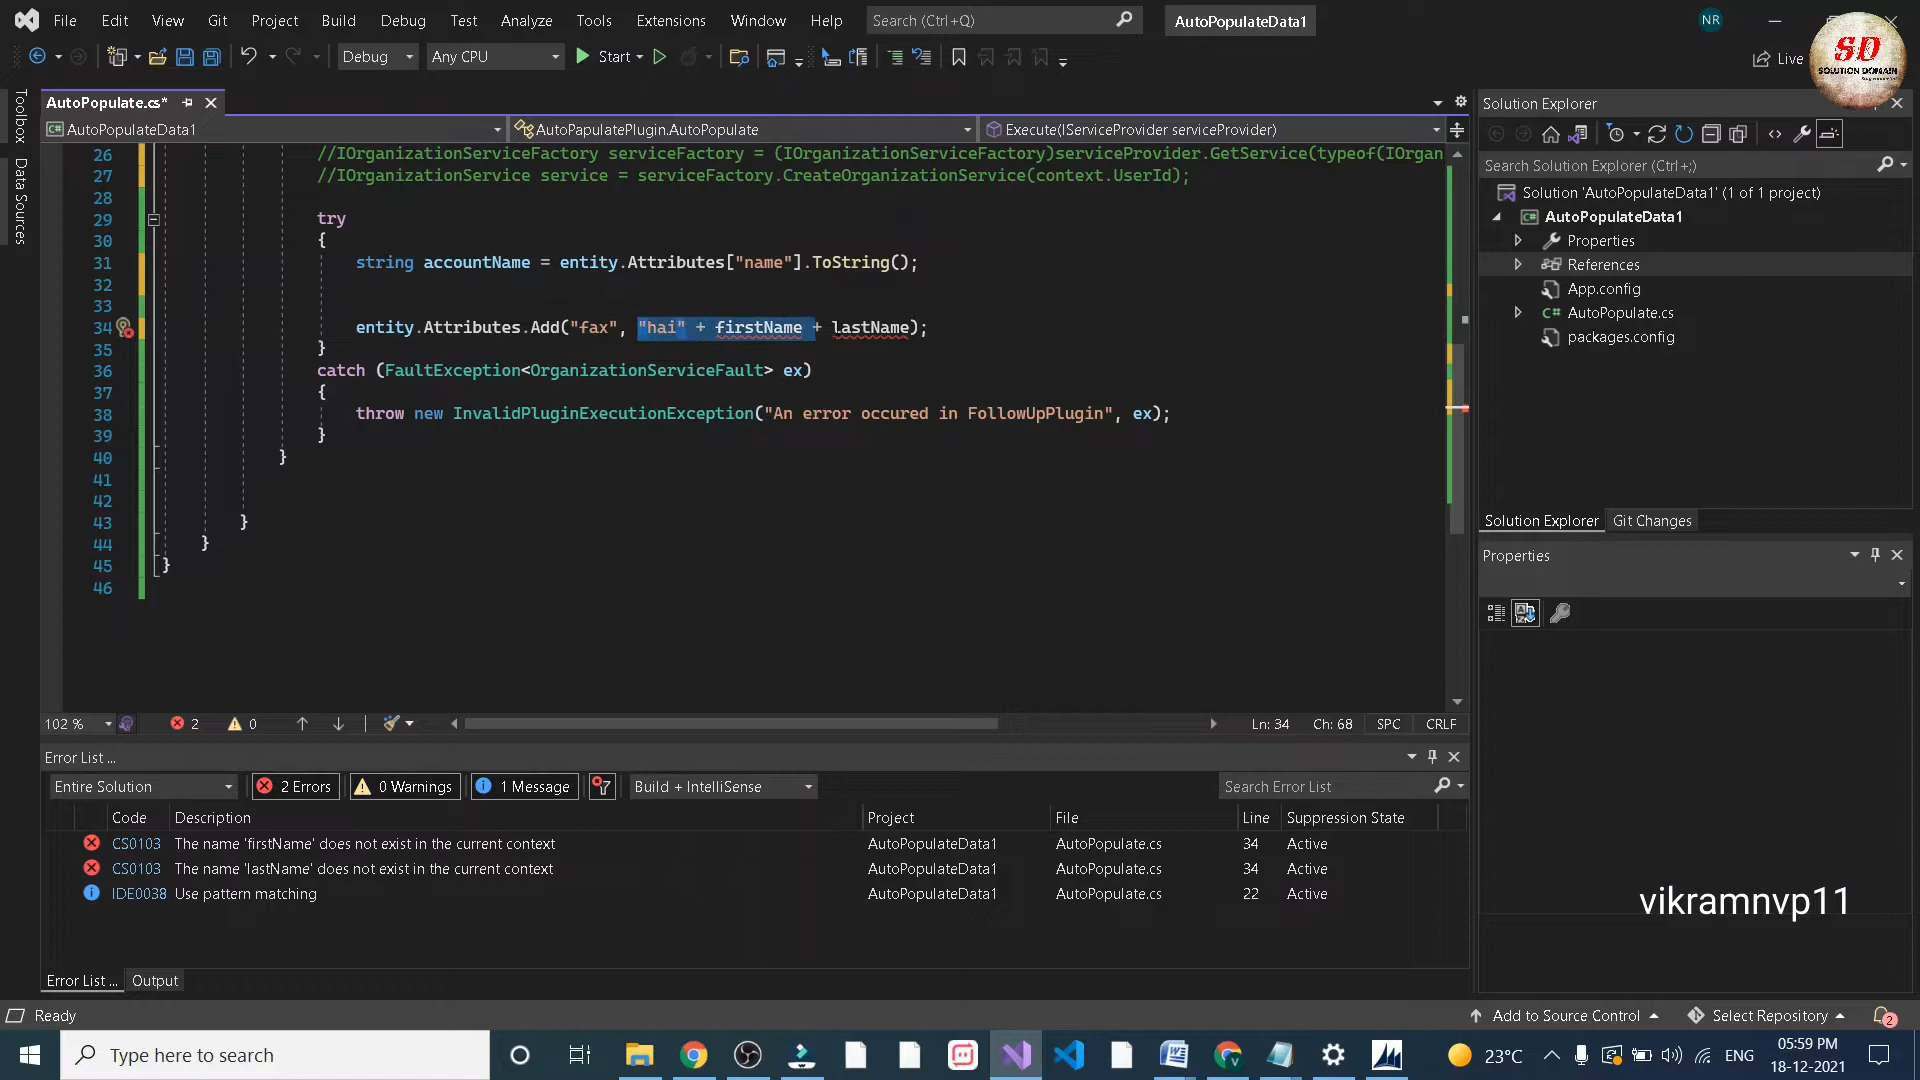 File Edit View Git Project Build Debug Test Analyze Tools Extensions Window Help Search (Ctrl+Q) AutoPopulateData1 NR
Debug Any CPU Start Live
SD
SOLUTION DOMAIN
Toolbox
Data Sources
AutoPopulate.cs*
AutoPopulateData1 AutoPapulatePlugin.AutoPopulate Execute(IServiceProvider serviceProvider)
26 //IOrganizationServiceFactory serviceFactory = (IOrganizationServiceFactory)serviceProvider.GetService(typeof(IOrgan
27 //IOrganizationService service = serviceFactory.CreateOrganizationService(context.UserId);
28
29 try
30 {
31 string accountName = entity.Attributes["name"].ToString();
32
33
34 entity.Attributes.Add("fax", "hai" + firstName + lastName);
35 }
36 catch (FaultException<OrganizationServiceFault> ex)
37 {
38 throw new InvalidPluginExecutionException("An error occured in FollowUpPlugin", ex);
39 }
40 }
41
42
43 }
44 }
45 }
46
102 % 2 0 Ln: 34 Ch: 68 SPC CRLF
Solution Explorer
Search Solution Explorer (Ctrl+;)
Solution 'AutoPopulateData1' (1 of 1 project)
AutoPopulateData1
Properties
References
App.config
AutoPopulate.cs
packages.config
Solution Explorer Git Changes
Properties
Error List ...
Entire Solution 2 Errors 0 Warnings 1 Message Build + IntelliSense Search Error List
Code Description Project File Line Suppression State
CS0103 The name 'firstName' does not exist in the current context AutoPopulateData1 AutoPopulate.cs 34 Active
CS0103 The name 'lastName' does not exist in the current context AutoPopulateData1 AutoPopulate.cs 34 Active
IDE0038 Use pattern matching AutoPopulateData1 AutoPopulate.cs 22 Active
vikramnvp11
Error List ... Output
Ready Add to Source Control Select Repository 2
Type here to search 23°C ENG 05:59 PM
18-12-2021